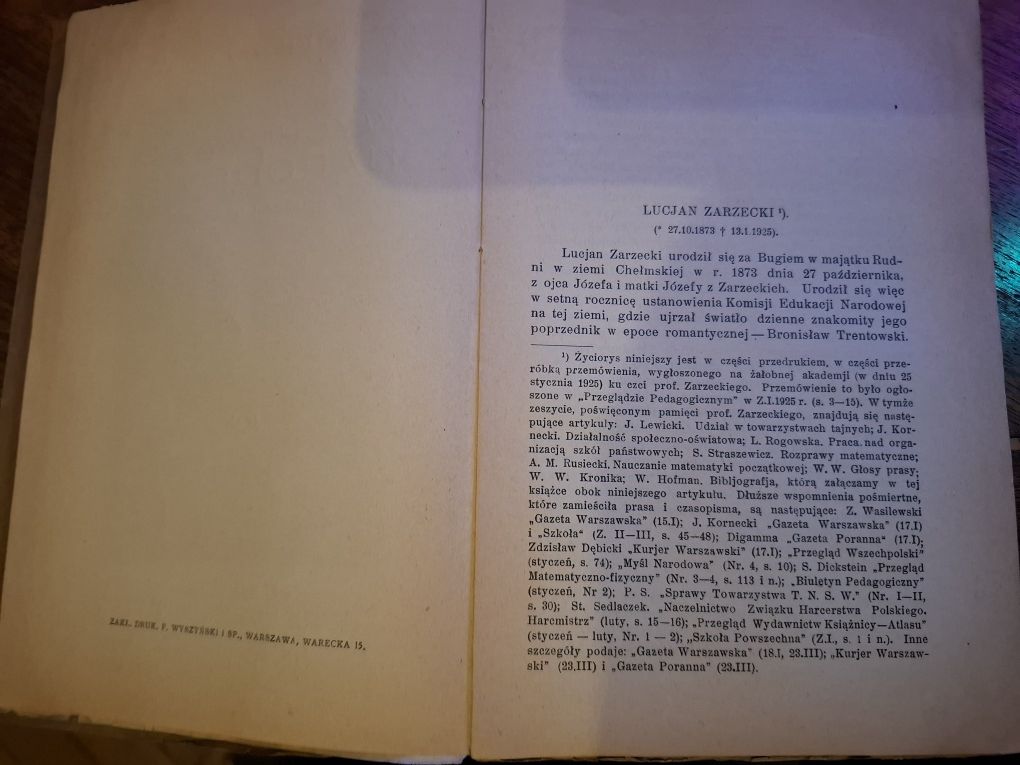 ZAKŁ. DRUK. F. WYSZYŃSKI i SP., WARSZAWA, WARECKA 15.
LUCJAN ZARZECKI ¹).
(* 27.10.1873 † 13.1.1925).
Lucjan Zarzecki urodził się za Bugiem w majątku Rud-
ni w ziemi Chełmskiej w r. 1873 dnia 27 października,
z ojca Józefa i matki Józefy z Zarzeckich. Urodził się więc
w setną rocznicę ustanowienia Komisji Edukacji Narodowej
na tej ziemi, gdzie ujrzał światło dzienne znakomity jego
poprzednik w epoce romantycznej — Bronisław Trentowski.
¹) Życiorys niniejszy jest w części przedrukiem, w części prze-
róbką przemówienia, wygłoszonego na żałobnej akademji (w dniu 25
stycznia 1925) ku czci prof. Zarzeckiego. Przemówienie to było ogło-
szone w „Przeglądzie Pedagogicznym” w Z.I.1925 r. (s. 3—15). W tymże
zeszycie, poświęconym pamięci prof. Zarzeckiego, znajdują się nastę-
pujące artykuły: J. Lewicki. Udział w towarzystwach tajnych; J. Kor-
necki. Działalność społeczno-oświatowa; L. Rogowska. Praca nad orga-
nizacją szkół państwowych; S. Straszewicz. Rozprawy matematyczne;
A. M. Rusiecki. Nauczanie matematyki początkowej; W. W. Głosy prasy;
W. W. Kronika; W. Hofman. Bibljografja, którą załączamy w tej
książce obok niniejszego artykułu. Dłuższe wspomnienia pośmiertne,
które zamieściła prasa i czasopisma, są następujące: Z. Wasilewski
„Gazeta Warszawska” (15.I); J. Kornecki „Gazeta Warszawska” (17.I)
i „Szkoła“ (Z. II—III, s. 45—48); Digamma „Gazeta Poranna” (17.I);
Zdzisław Dębicki „Kurjer Warszawski” (17.I); „Przegląd Wszechpolski”
(styczeń, s. 74); „Myśl Narodowa” (Nr. 4, s. 10); S. Dickstein „Przegląd
Matematyczno-fizyczny” (Nr. 3—4, s. 113 i n.); „Biuletyn Pedagogiczny”
(styczeń, Nr 2); P. S. „Sprawy Towarzystwa T. N. S. W.” (Nr. I—II,
s. 30); St. Sedlaczek. „Naczelnictwo Związku Harcerstwa Polskiego.
Harcmistrz” (luty, s. 15—16); „Przegląd Wydawnictw Książnicy—Atlasu”
(styczeń — luty, Nr. 1 — 2); „Szkoła Powszechna” (Z.I., s. 1 i n.). Inne
szczegóły podaje: „Gazeta Warszawska” (18.I, 23.III); „Kurjer Warszaw-
ski” (23.III) i „Gazeta Poranna” (23.III).